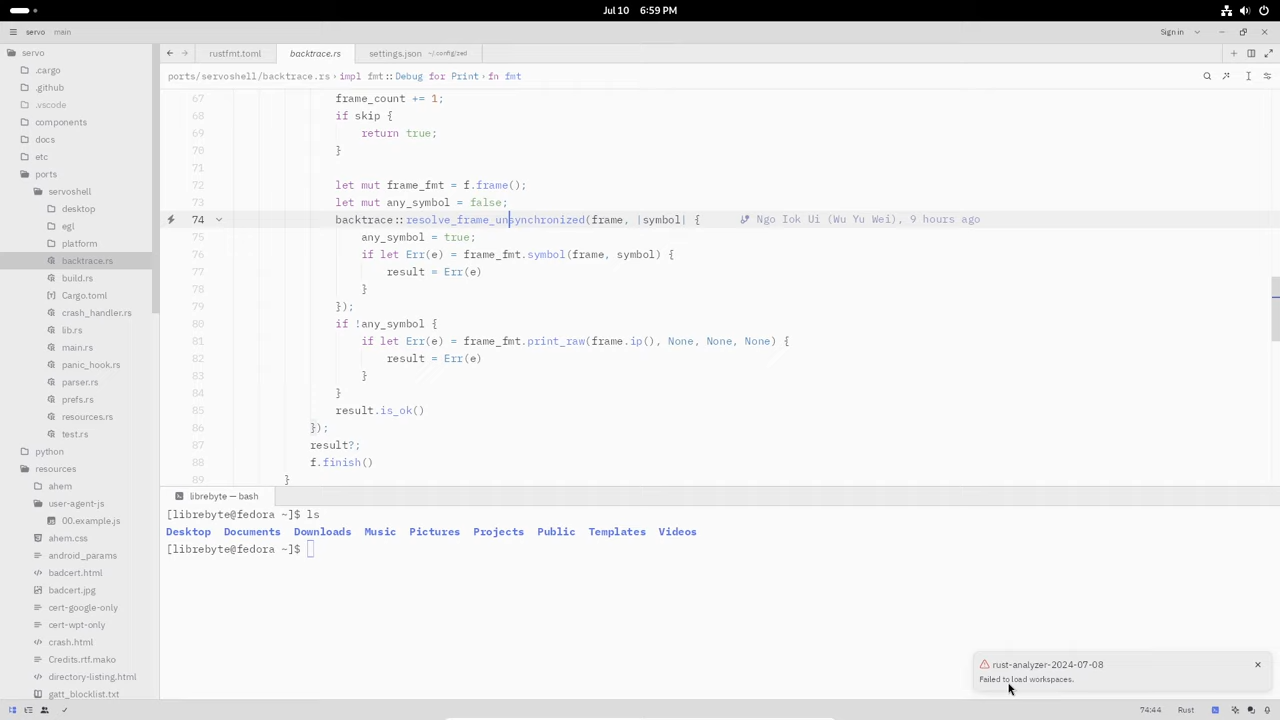 Jul 10 6:59 PM
servo main
Sign in
servo
.cargo
.github
.vscode
components
docs
etc
ports
servoshell
desktop
egl
platform
backtrace.rs
build.rs
Cargo.toml
crash_handler.rs
lib.rs
main.rs
panic_hook.rs
parser.rs
prefs.rs
resources.rs
test.rs
python
resources
ahem
user-agent-js
00.example.js
ahem.css
android_params
badcert.html
badcert.jpg
cert-google-only
cert-wpt-only
crash.html
Credits.rtf.mako
directory-listing.html
gatt_blocklist.txt
rustfmt.toml backtrace.rs settings.json ~/.config/zed
ports/servoshell/backtrace.rs › impl fmt::Debug for Print › fn fmt
67 frame_count += 1;
68 if skip {
69 return true;
70 }
71
72 let mut frame_fmt = f.frame();
73 let mut any_symbol = false;
74 backtrace::resolve_frame_unsynchronized(frame, |symbol| { Ngo Iok Ui (Wu Yu Wei), 9 hours ago
75 any_symbol = true;
76 if let Err(e) = frame_fmt.symbol(frame, symbol) {
77 result = Err(e)
78 }
79 });
80 if !any_symbol {
81 if let Err(e) = frame_fmt.print_raw(frame.ip(), None, None, None) {
82 result = Err(e)
83 }
84 }
85 result.is_ok()
86 });
87 result?;
88 f.finish()
89 }
librebyte — bash
[librebyte@fedora ~]$ ls
Desktop Documents Downloads Music Pictures Projects Public Templates Videos
[librebyte@fedora ~]$
rust-analyzer-2024-07-08
Failed to load workspaces.
74:44 Rust